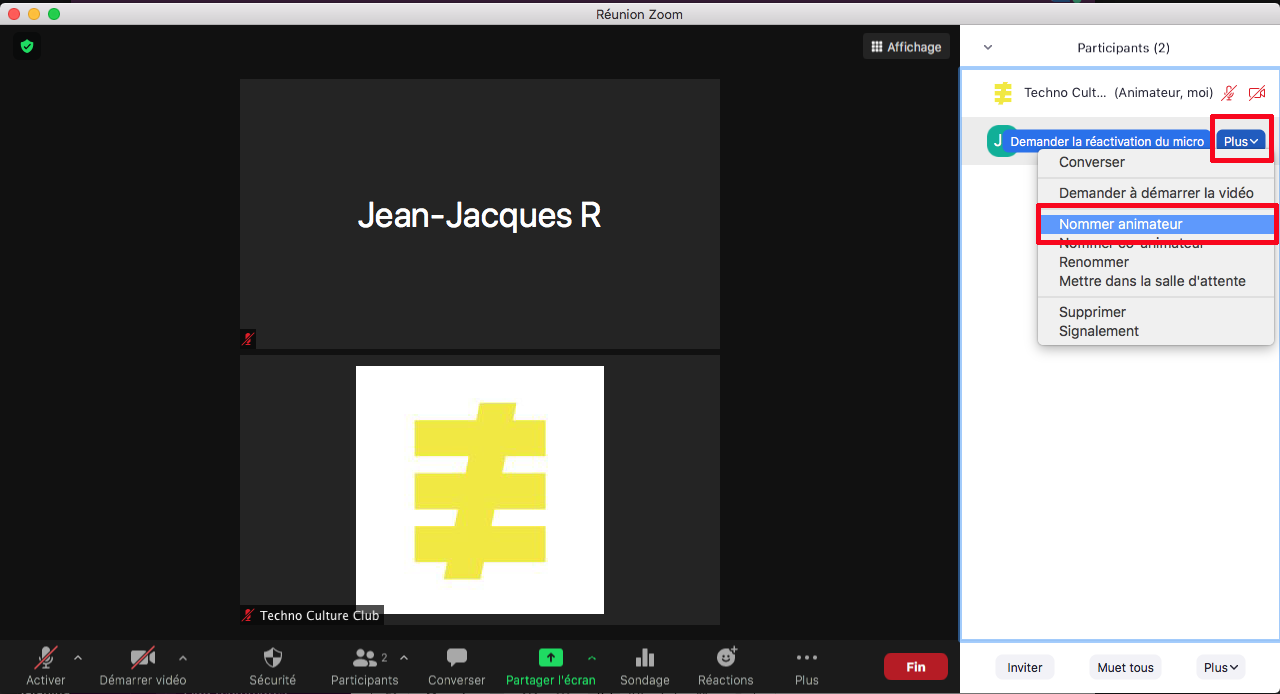 Réunion Zoom
Affichage
Jean-Jacques R
Techno Culture Club
Participants (2)
Techno Cult... (Animateur, moi)
J
Demander la réactivation du micro
Plus
Converser
Demander à démarrer la vidéo
Nommer animateur
Nommer co-animateur
Renommer
Mettre dans la salle d'attente
Supprimer
Signalement
Activer
Démarrer vidéo
Sécurité
Participants
2
Converser
Partager l'écran
Sondage
Réactions
Plus
Fin
Inviter
Muet tous
Plus